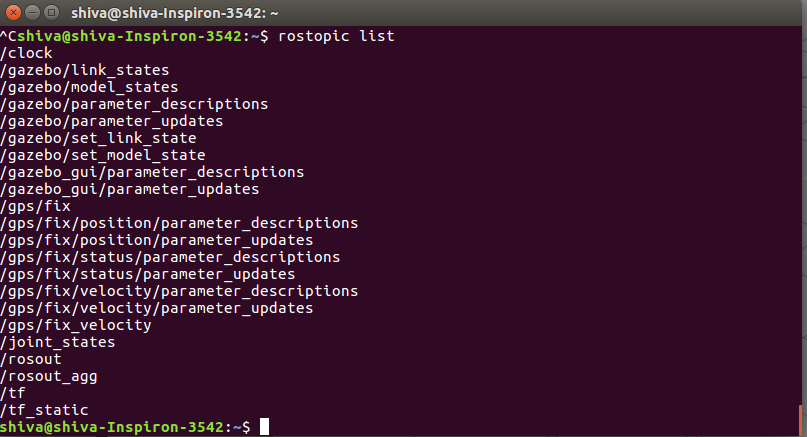 shiva@shiva-Inspiron-3542: ~
^Cshiva@shiva-Inspiron-3542:~$ rostopic list
/clock
/gazebo/link_states
/gazebo/model_states
/gazebo/parameter_descriptions
/gazebo/parameter_updates
/gazebo/set_link_state
/gazebo/set_model_state
/gazebo_gui/parameter_descriptions
/gazebo_gui/parameter_updates
/gps/fix
/gps/fix/position/parameter_descriptions
/gps/fix/position/parameter_updates
/gps/fix/status/parameter_descriptions
/gps/fix/status/parameter_updates
/gps/fix/velocity/parameter_descriptions
/gps/fix/velocity/parameter_updates
/gps/fix_velocity
/joint_states
/rosout
/rosout_agg
/tf
/tf_static
shiva@shiva-Inspiron-3542:~$